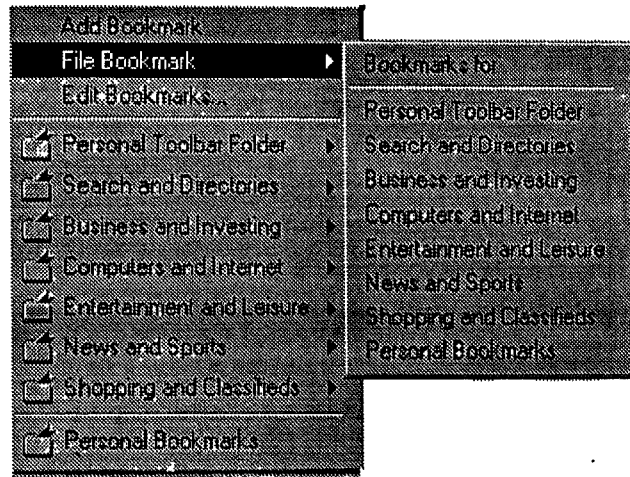 Add Bookmark
File Bookmark
Edit Bookmarks...
Personal Toolbar Folder
Search and Directories
Business and Investing
Computers and Internet
Entertainment and Leisure
News and Sports
Shopping and Classifieds
Personal Bookmarks
Bookmarks for
Personal Toolbar Folder
Search and Directories
Business and Investing
Computers and Internet
Entertainment and Leisure
News and Sports
Shopping and Classifieds
Personal Bookmarks